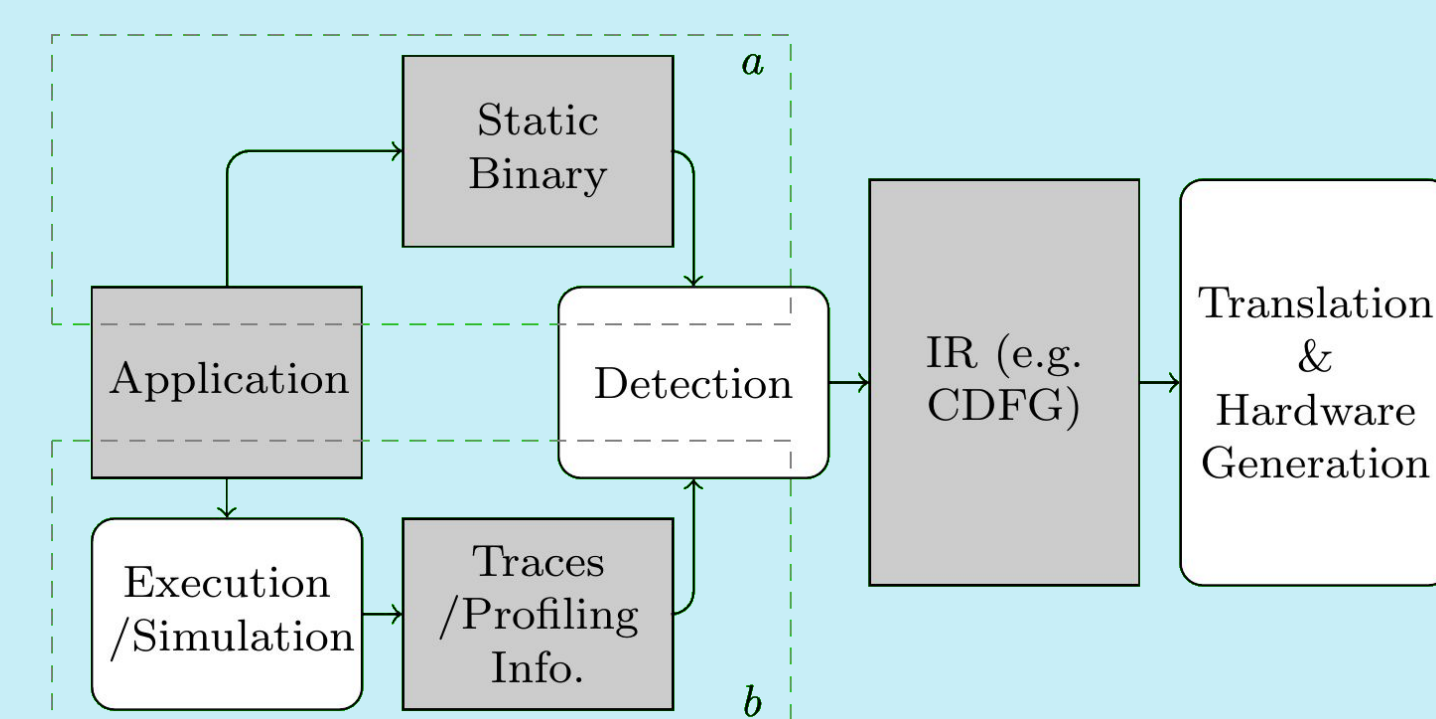 a
Static
Binary
Application
Detection
IR (e.g.
CDFG)
Translation
&
Hardware
Generation
Execution
/Simulation
Traces
/Profiling
Info.
b